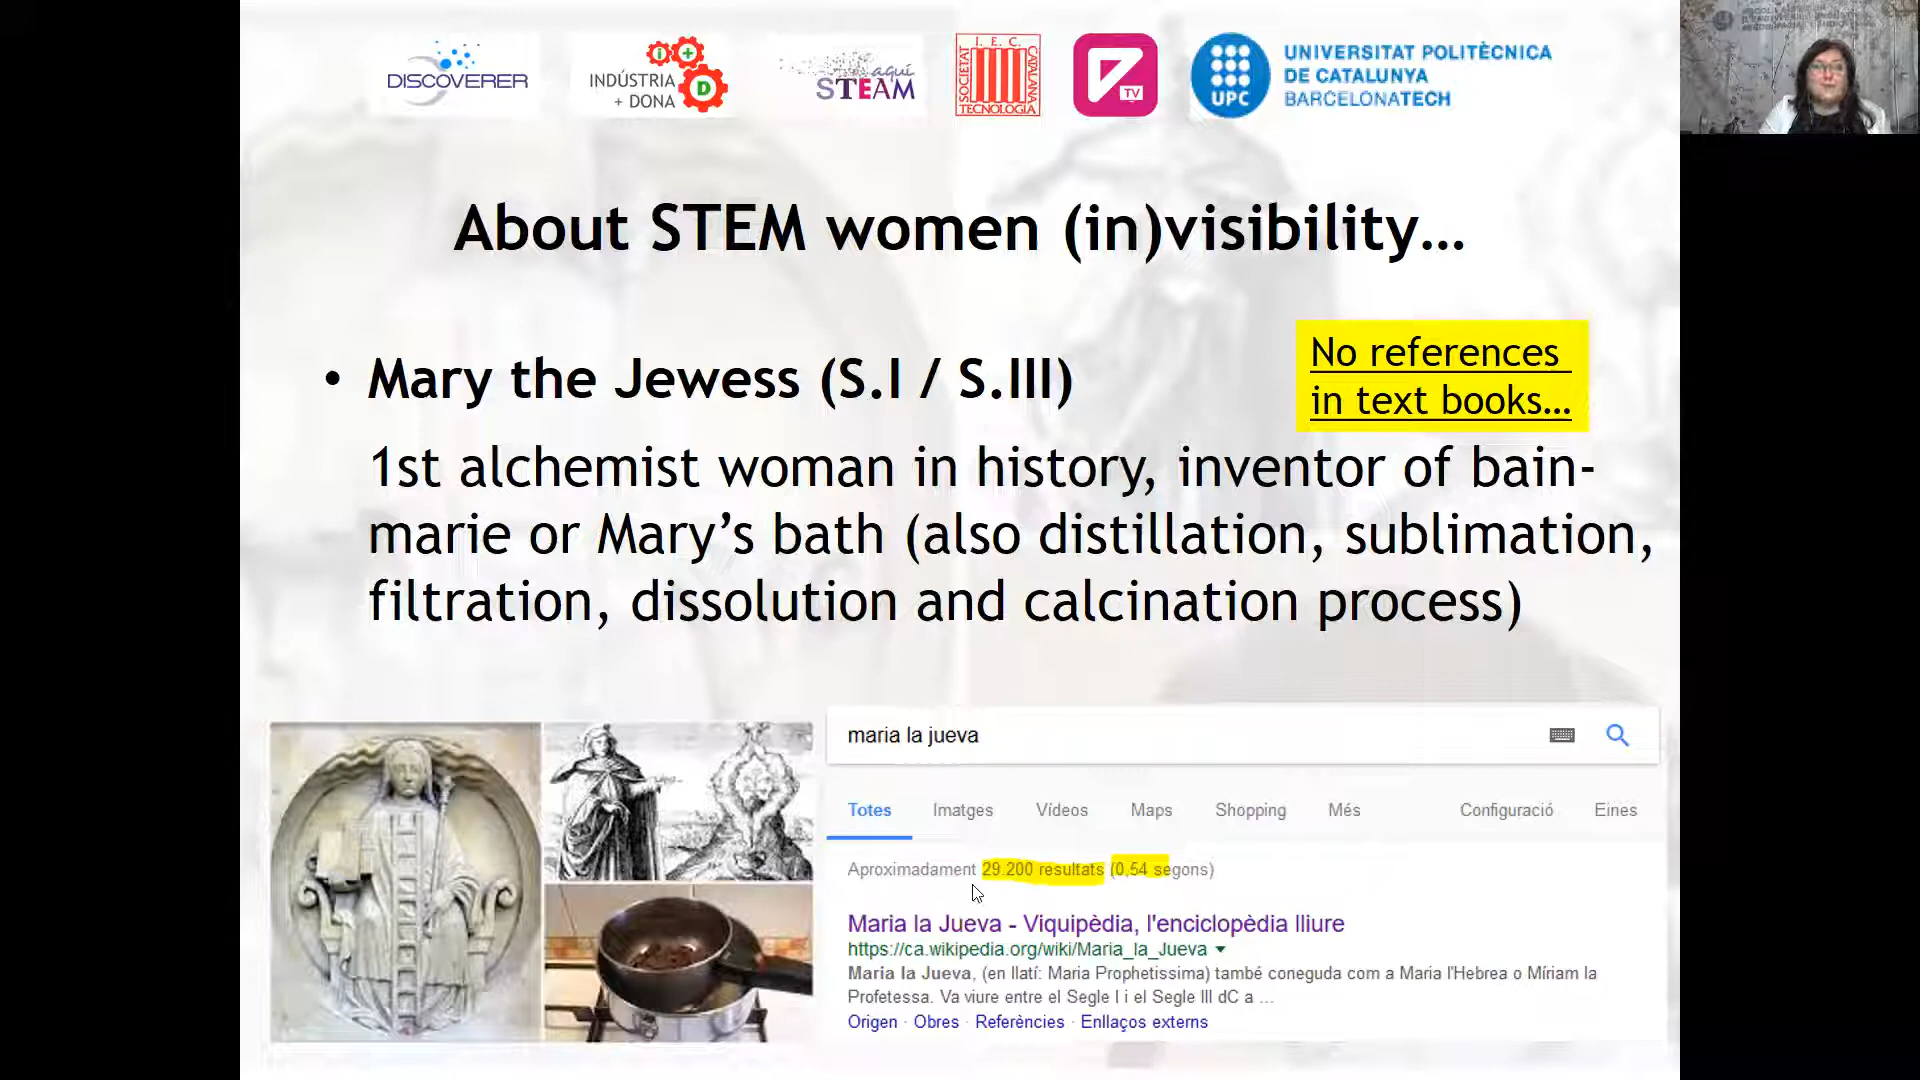 DISCOVERER
INDÚSTRIA
+ DONA
i
+
D
aquí
STEAM
I. E. C.
SOCIETAT
CATALANA
TECNOLOGIA
TV
UPC
UNIVERSITAT POLITÈCNICA
DE CATALUNYA
BARCELONATECH
About STEM women (in)visibility...
• Mary the Jewess (S.I / S.III)
No references
in text books...
1st alchemist woman in history, inventor of bain-
marie or Mary’s bath (also distillation, sublimation,
filtration, dissolution and calcination process)
maria la jueva
Totes Imatges Vídeos Maps Shopping Més Configuració Eines
Aproximadament 29.200 resultats (0,54 segons)
Maria la Jueva - Viquipèdia, l'enciclopèdia lliure
https://ca.wikipedia.org/wiki/Maria_la_Jueva
Maria la Jueva, (en llatí: Maria Prophetissima) també coneguda com a Maria l'Hebrea o Míriam la
Profetessa. Va viure entre el Segle I i el Segle III dC a ...
Origen · Obres · Referències · Enllaços externs